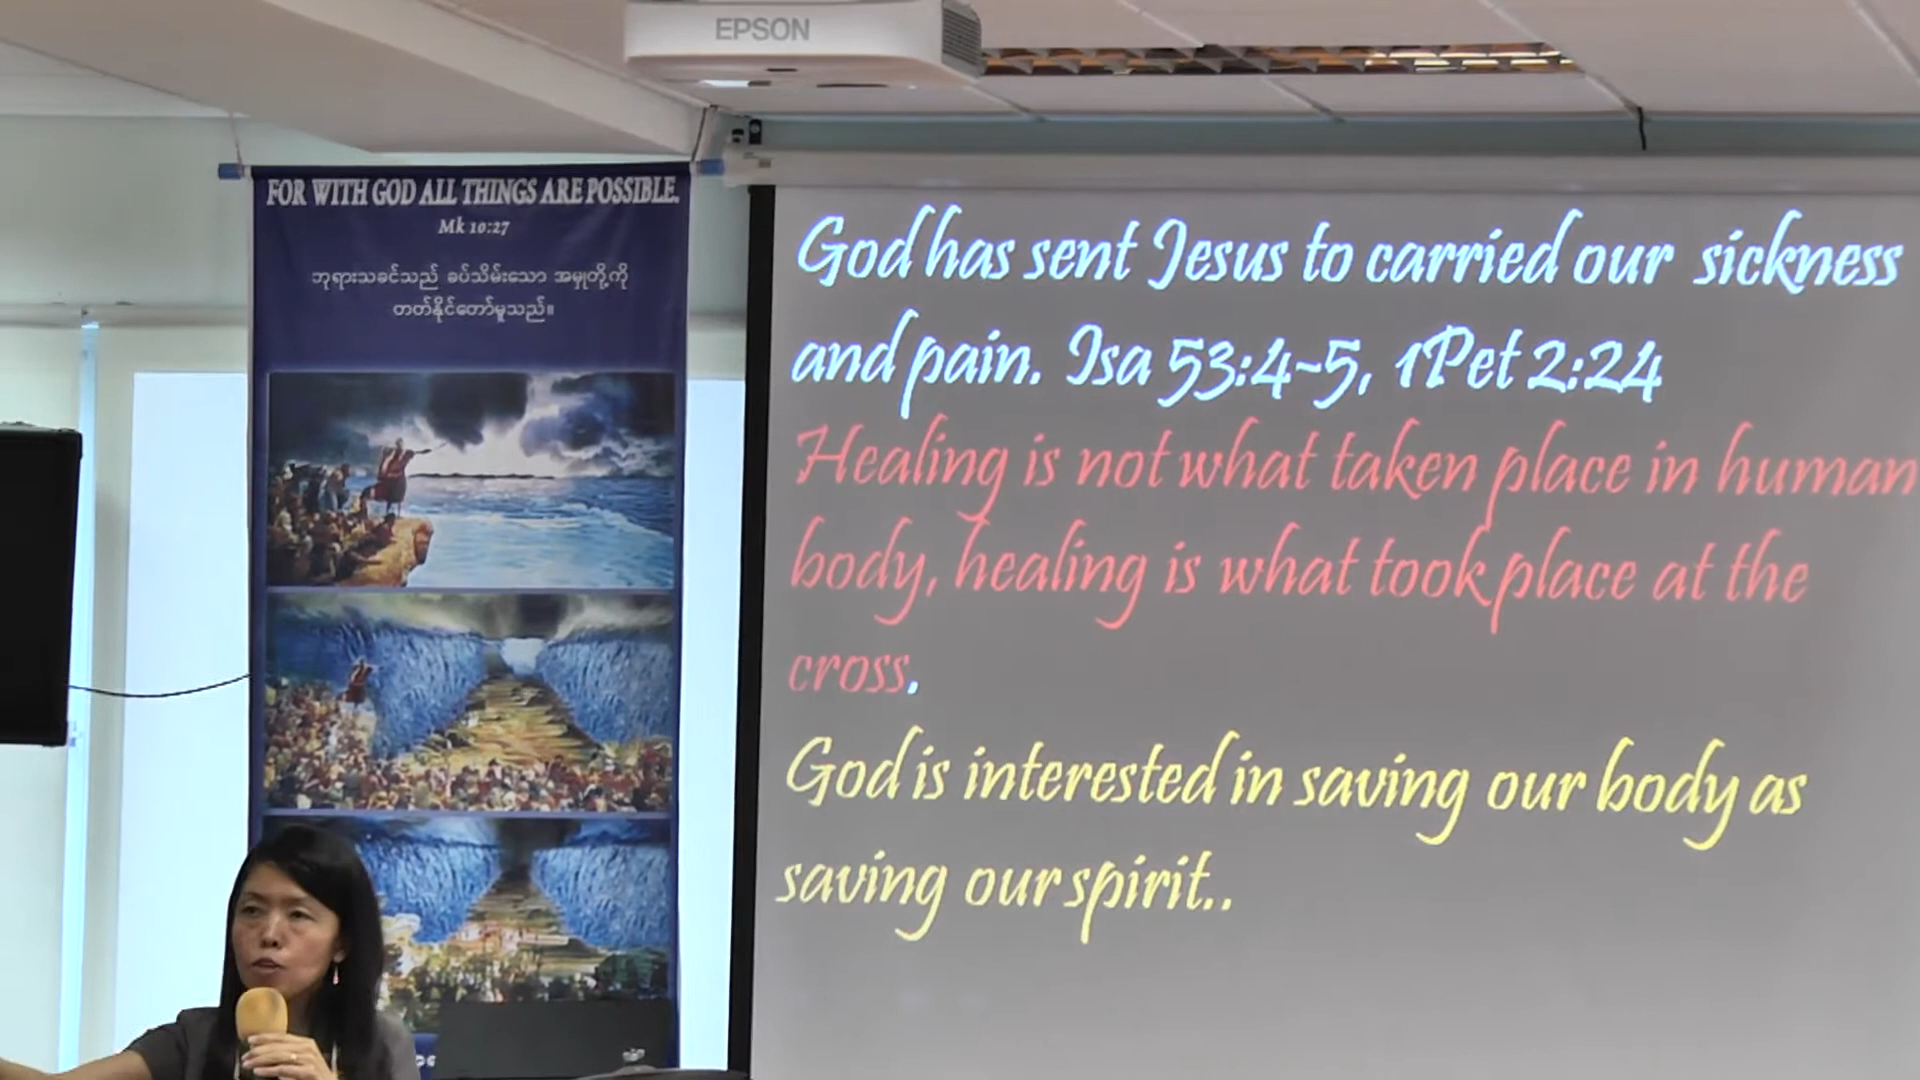 EPSON
FOR WITH GOD ALL THINGS ARE POSSIBLE.
Mk 10:27
ဘုရားသခင်သည် ခပ်သိမ်းသော အမှုတို့ကို
တတ်နိုင်တော်မူသည်။
God has sent Jesus to carried our sickness
and pain. Isa 53:4-5, 1Pet 2:24
Healing is not what taken place in human
body, healing is what took place at the
cross.
God is interested in saving our body as
saving our spirit..